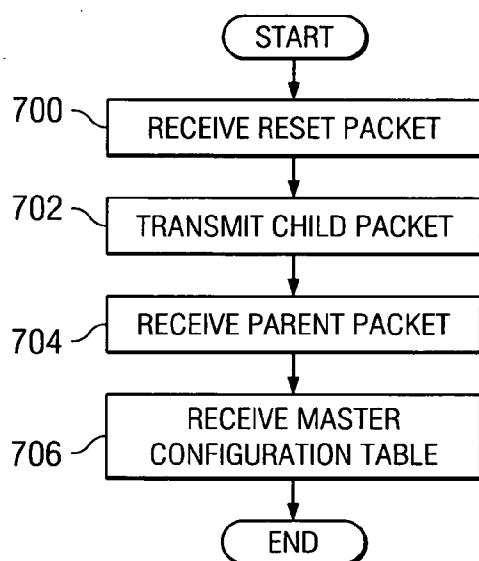 START
700
RECEIVE RESET PACKET
702
TRANSMIT CHILD PACKET
704
RECEIVE PARENT PACKET
706
RECEIVE MASTER
CONFIGURATION TABLE
END